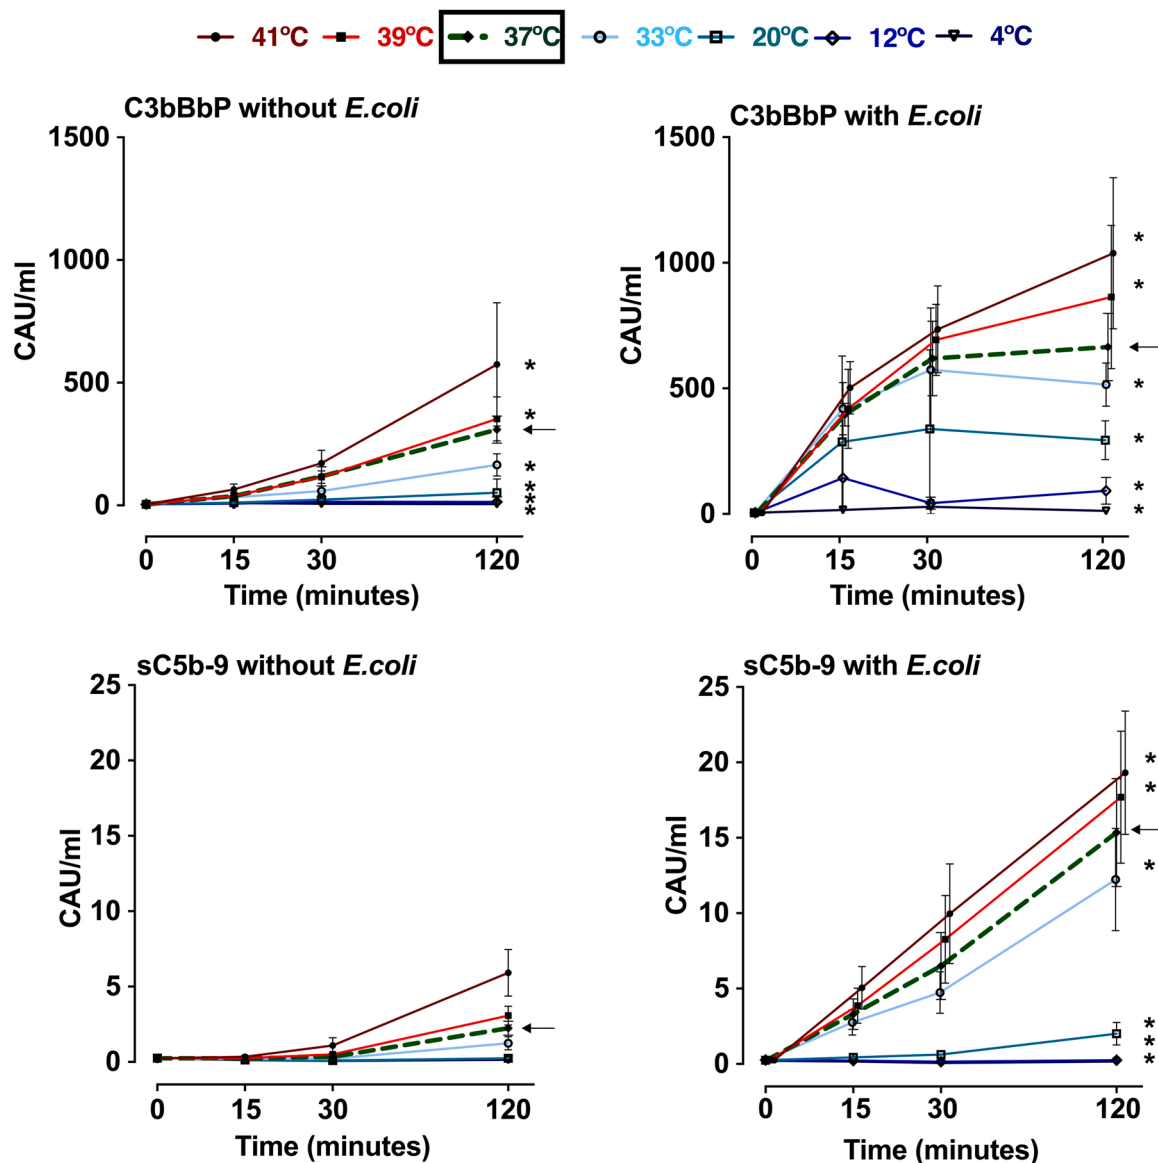 41ºC 39ºC 37ºC 33ºC 20ºC 12ºC 4ºC
C3bBbP without E.coli
1500
1000
500
0
CAU/ml
*
*
*
*
*
*
0 15 30 120
Time (minutes)
C3bBbP with E.coli
1500
1000
500
0
CAU/ml
*
*
*
*
*
*
0 15 30 120
Time (minutes)
sC5b-9 without E.coli
25
20
15
10
5
0
CAU/ml
0 15 30 120
Time (minutes)
sC5b-9 with E.coli
25
20
15
10
5
0
CAU/ml
*
*
*
*
*
*
0 15 30 120
Time (minutes)